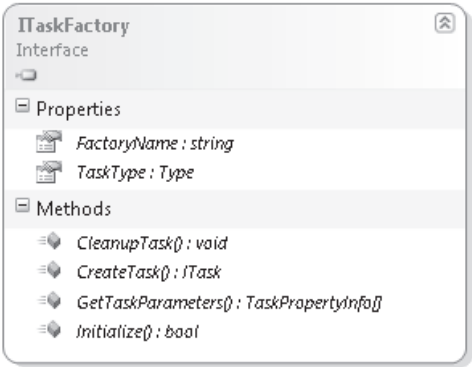 ITaskFactory
Interface
Properties
FactoryName : string
TaskType : Type
Methods
CleanupTask() : void
CreateTask() : ITask
GetTaskParameters() : TaskPropertyInfo[]
Initialize() : bool